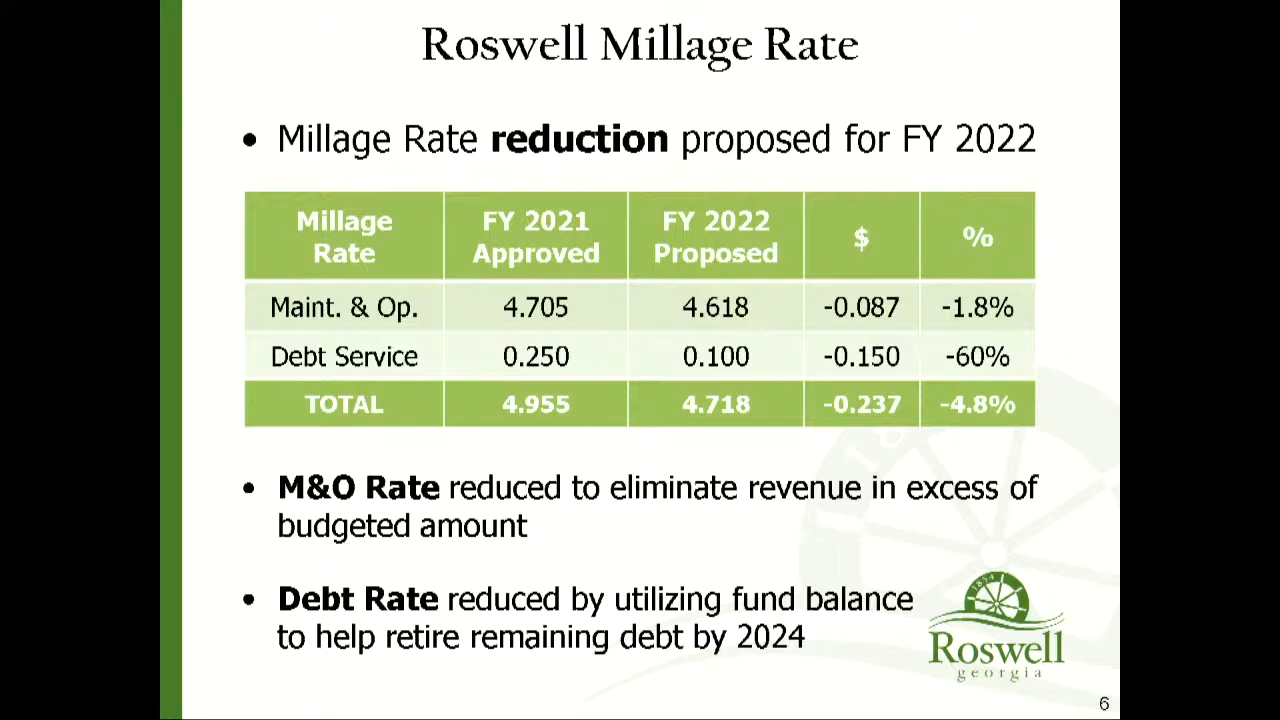 Roswell Millage Rate
• Millage Rate reduction proposed for FY 2022
Millage Rate FY 2021 Approved FY 2022 Proposed $ %
Maint. & Op. 4.705 4.618 -0.087 -1.8%
Debt Service 0.250 0.100 -0.150 -60%
TOTAL 4.955 4.718 -0.237 -4.8%
• M&O Rate reduced to eliminate revenue in excess of
budgeted amount
• Debt Rate reduced by utilizing fund balance
to help retire remaining debt by 2024
1854
Roswell
georgia
6